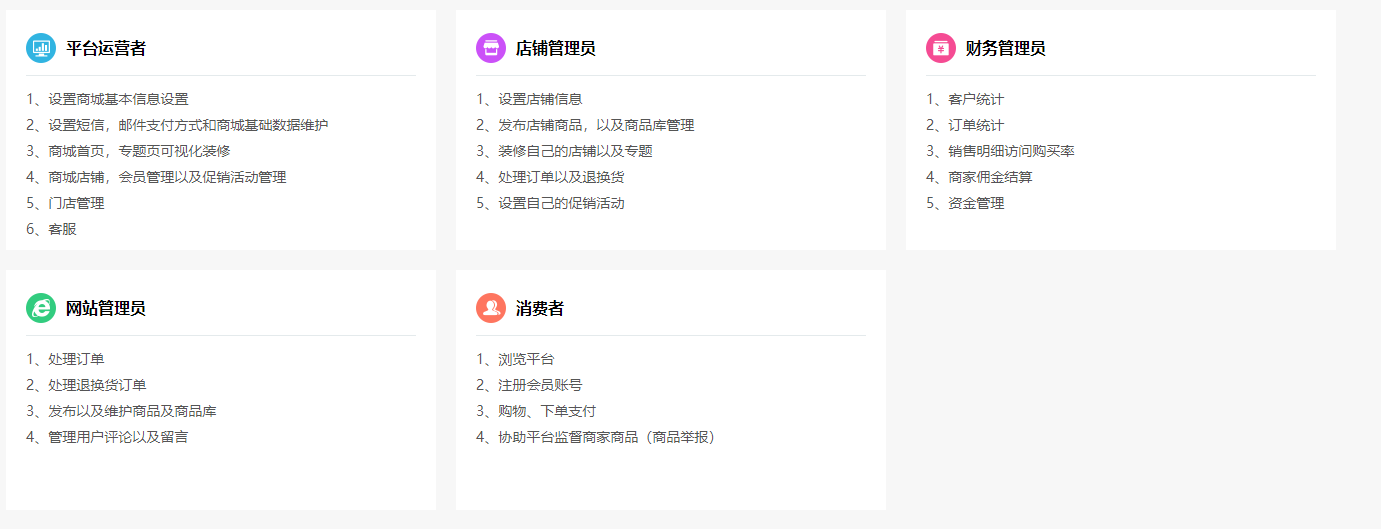 平台运营者
1、设置商城基本信息设置
2、设置短信，邮件支付方式和商城基础数据维护
3、商城首页，专题页可视化装修
4、商城店铺，会员管理以及促销活动管理
5、门店管理
6、客服
店铺管理员
1、设置店铺信息
2、发布店铺商品，以及商品库管理
3、装修自己的店铺以及专题
4、处理订单以及退换货
5、设置自己的促销活动
财务管理员
1、客户统计
2、订单统计
3、销售明细访问购买率
4、商家佣金结算
5、资金管理
网站管理员
1、处理订单
2、处理退换货订单
3、发布以及维护商品及商品库
4、管理用户评论以及留言
消费者
1、浏览平台
2、注册会员账号
3、购物、下单支付
4、协助平台监督商家商品（商品举报）